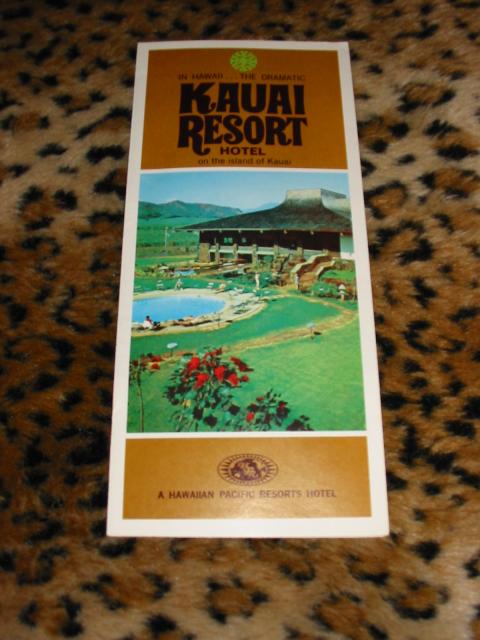 IN HAWAII... THE DRAMATIC
KAUAI
RESORT
HOTEL
on the island of Kauai
A HAWAIIAN PACIFIC RESORTS HOTEL